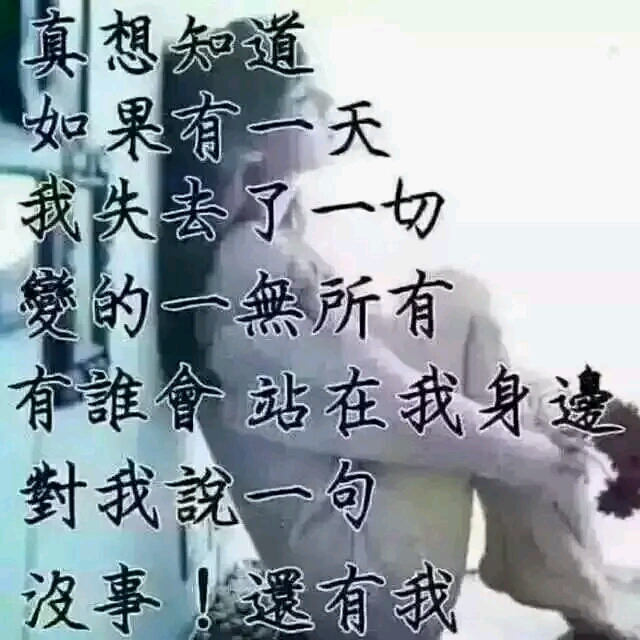 真想知道
如果有一天
我失去了一切
變的一無所有
有誰會 站在我身邊
對我說一句
沒事！還有我